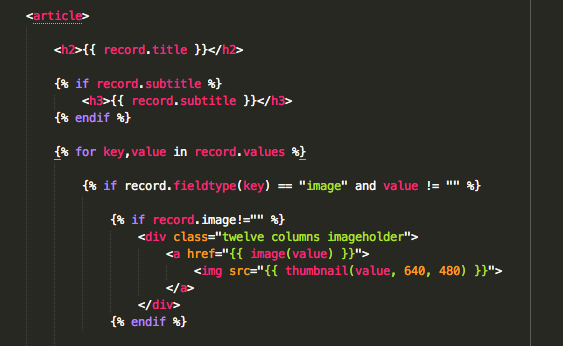 <article>
<h2>{{ record.title }}</h2>
{% if record.subtitle %}
<h3>{{ record.subtitle }}</h3>
{% endif %}
{% for key,value in record.values %}
{% if record.fieldtype(key) == "image" and value != "" %}
{% if record.image!="" %}
<div class="twelve columns imageholder">
<a href="{{ image(value) }}">
<img src="{{ thumbnail(value, 640, 480) }}">
</a>
</div>
{% endif %}